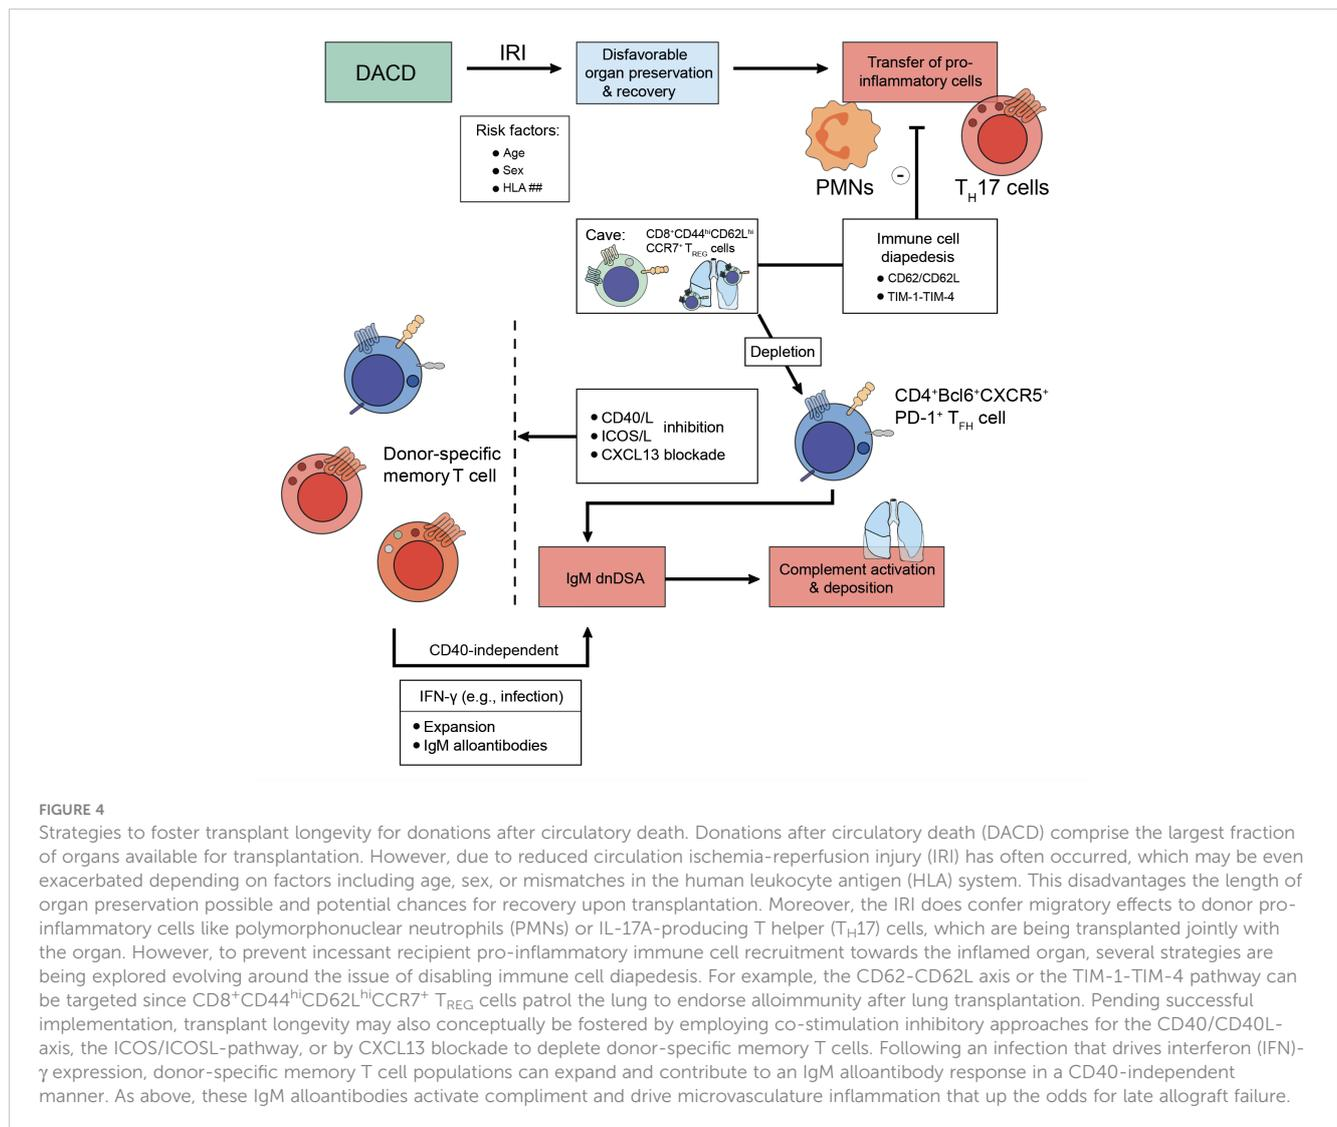 DACD
IRI
Disfavorable
organ preservation
& recovery
Transfer of pro-
inflammatory cells
Risk factors:
● Age
● Sex
● HLA ##
PMNs
-
TH17 cells
Cave:
CD8⁺CD44ʰⁱCD62Lʰⁱ
CCR7⁺ TREG cells
Immune cell
diapedesis
● CD62/CD62L
● TIM-1-TIM-4
Depletion
CD4⁺Bcl6⁺CXCR5⁺
PD-1⁺ TFH cell
● CD40/L
● ICOS/L
inhibition
● CXCL13 blockade
Donor-specific
memory T cell
IgM dnDSA
Complement activation
& deposition
CD40-independent
IFN-γ (e.g., infection)
● Expansion
● IgM alloantibodies
FIGURE 4
Strategies to foster transplant longevity for donations after circulatory death. Donations after circulatory death (DACD) comprise the largest fraction
of organs available for transplantation. However, due to reduced circulation ischemia-reperfusion injury (IRI) has often occurred, which may be even
exacerbated depending on factors including age, sex, or mismatches in the human leukocyte antigen (HLA) system. This disadvantages the length of
organ preservation possible and potential chances for recovery upon transplantation. Moreover, the IRI does confer migratory effects to donor pro-
inflammatory cells like polymorphonuclear neutrophils (PMNs) or IL-17A-producing T helper (TH17) cells, which are being transplanted jointly with
the organ. However, to prevent incessant recipient pro-inflammatory immune cell recruitment towards the inflamed organ, several strategies are
being explored evolving around the issue of disabling immune cell diapedesis. For example, the CD62-CD62L axis or the TIM-1-TIM-4 pathway can
be targeted since CD8⁺CD44ʰⁱCD62LʰⁱCCR7⁺ TREG cells patrol the lung to endorse alloimmunity after lung transplantation. Pending successful
implementation, transplant longevity may also conceptually be fostered by employing co-stimulation inhibitory approaches for the CD40/CD40L-
axis, the ICOS/ICOSL-pathway, or by CXCL13 blockade to deplete donor-specific memory T cells. Following an infection that drives interferon (IFN)-
γ expression, donor-specific memory T cell populations can expand and contribute to an IgM alloantibody response in a CD40-independent
manner. As above, these IgM alloantibodies activate compliment and drive microvasculature inflammation that up the odds for late allograft failure.